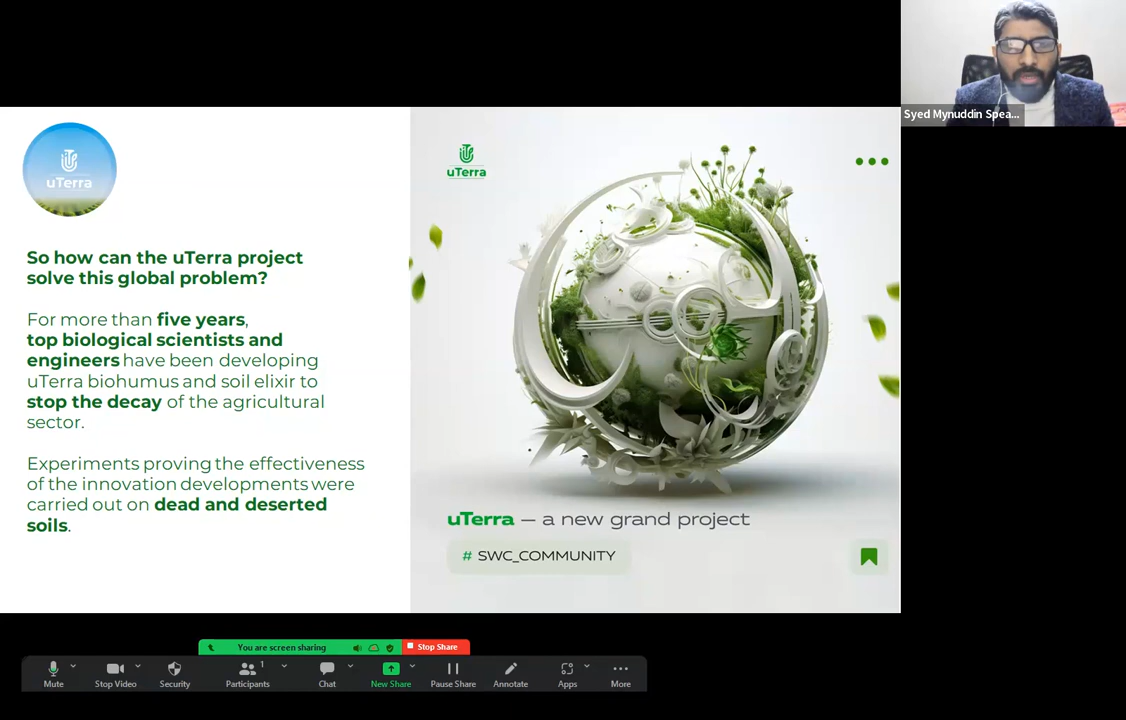 Syed Mynuddin Spea...
uTerra
So how can the uTerra project
solve this global problem?
For more than five years,
top biological scientists and
engineers have been developing
uTerra biohumus and soil elixir to
stop the decay of the agricultural
sector.
Experiments proving the effectiveness
of the innovation developments were
carried out on dead and deserted
soils.
uTerra
uTerra — a new grand project
# SWC_COMMUNITY
You are screen sharing
Stop Share
Mute
Stop Video
Security
Participants
1
Chat
New Share
Pause Share
Annotate
Apps
More